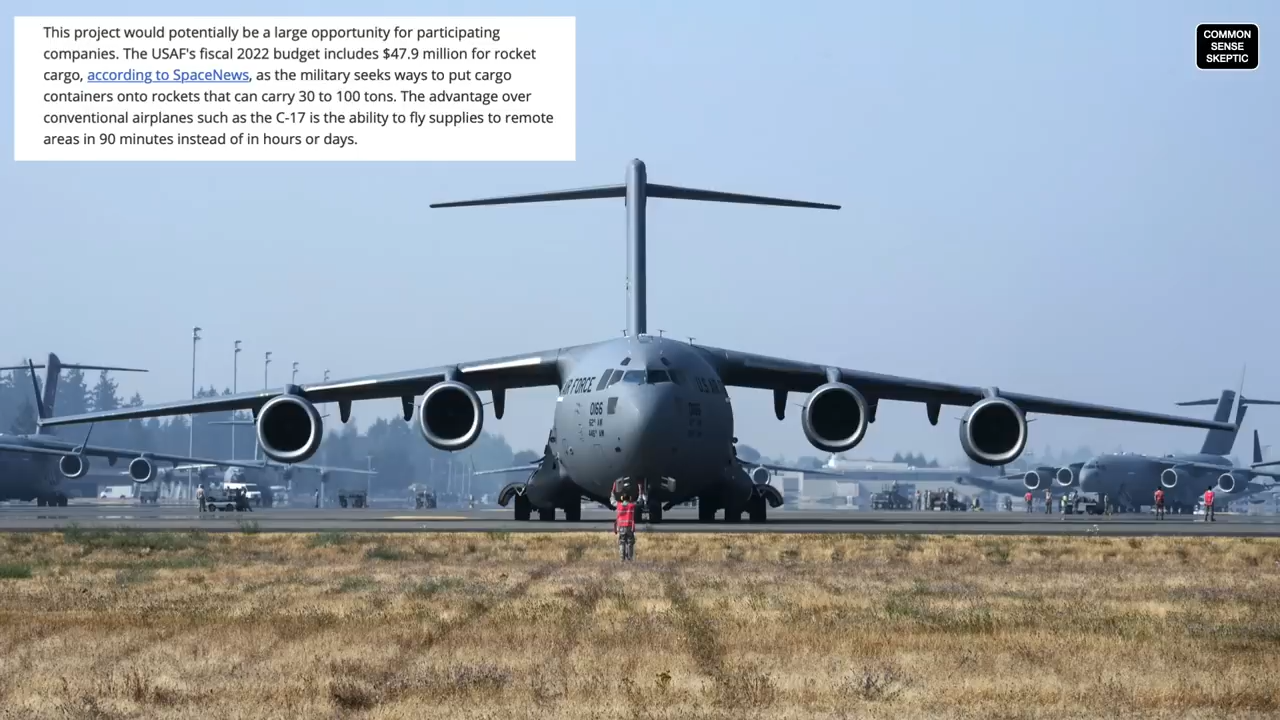 This project would potentially be a large opportunity for participating
companies. The USAF's fiscal 2022 budget includes $47.9 million for rocket
cargo, according to SpaceNews, as the military seeks ways to put cargo
containers onto rockets that can carry 30 to 100 tons. The advantage over
conventional airplanes such as the C-17 is the ability to fly supplies to remote
areas in 90 minutes instead of in hours or days.
COMMON
SENSE
SKEPTIC
AIR FORCE
0166